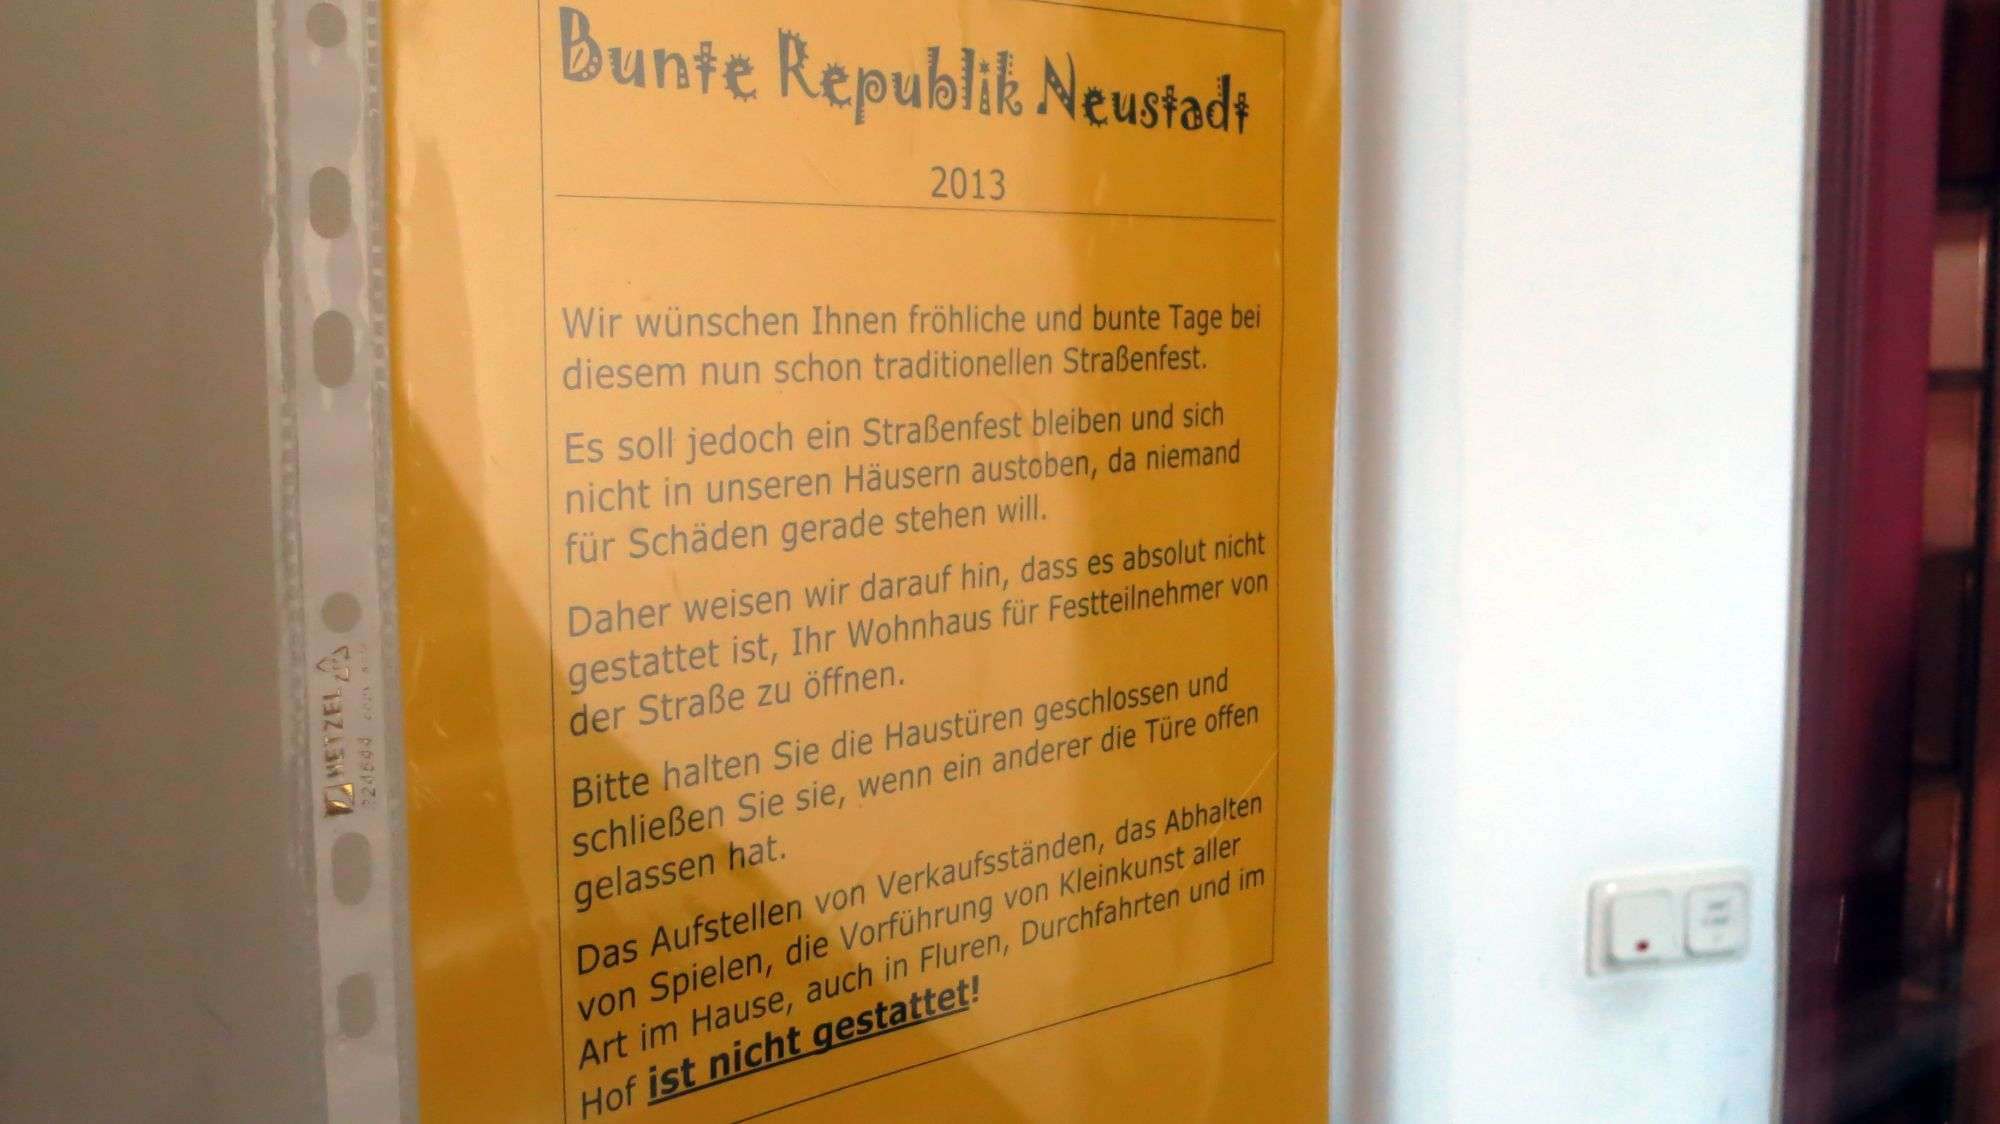 Bunte Republik Neustadt
2013
Wir wünschen Ihnen fröhliche und bunte Tage bei
diesem nun schon traditionellen Straßenfest.
Es soll jedoch ein Straßenfest bleiben und sich
nicht in unseren Häusern austoben, da niemand
für Schäden gerade stehen will.
Daher weisen wir darauf hin, dass es absolut nicht
gestattet ist, Ihr Wohnhaus für Festteilnehmer von
der Straße zu öffnen.
Bitte halten Sie die Haustüren geschlossen und
schließen Sie sie, wenn ein anderer die Türe offen
gelassen hat.
Das Aufstellen von Verkaufsständen, das Abhalten
von Spielen, die Vorführung von Kleinkunst aller
Art im Hause, auch in Fluren, Durchfahrten und im
Hof ist nicht gestattet!
HETZEL